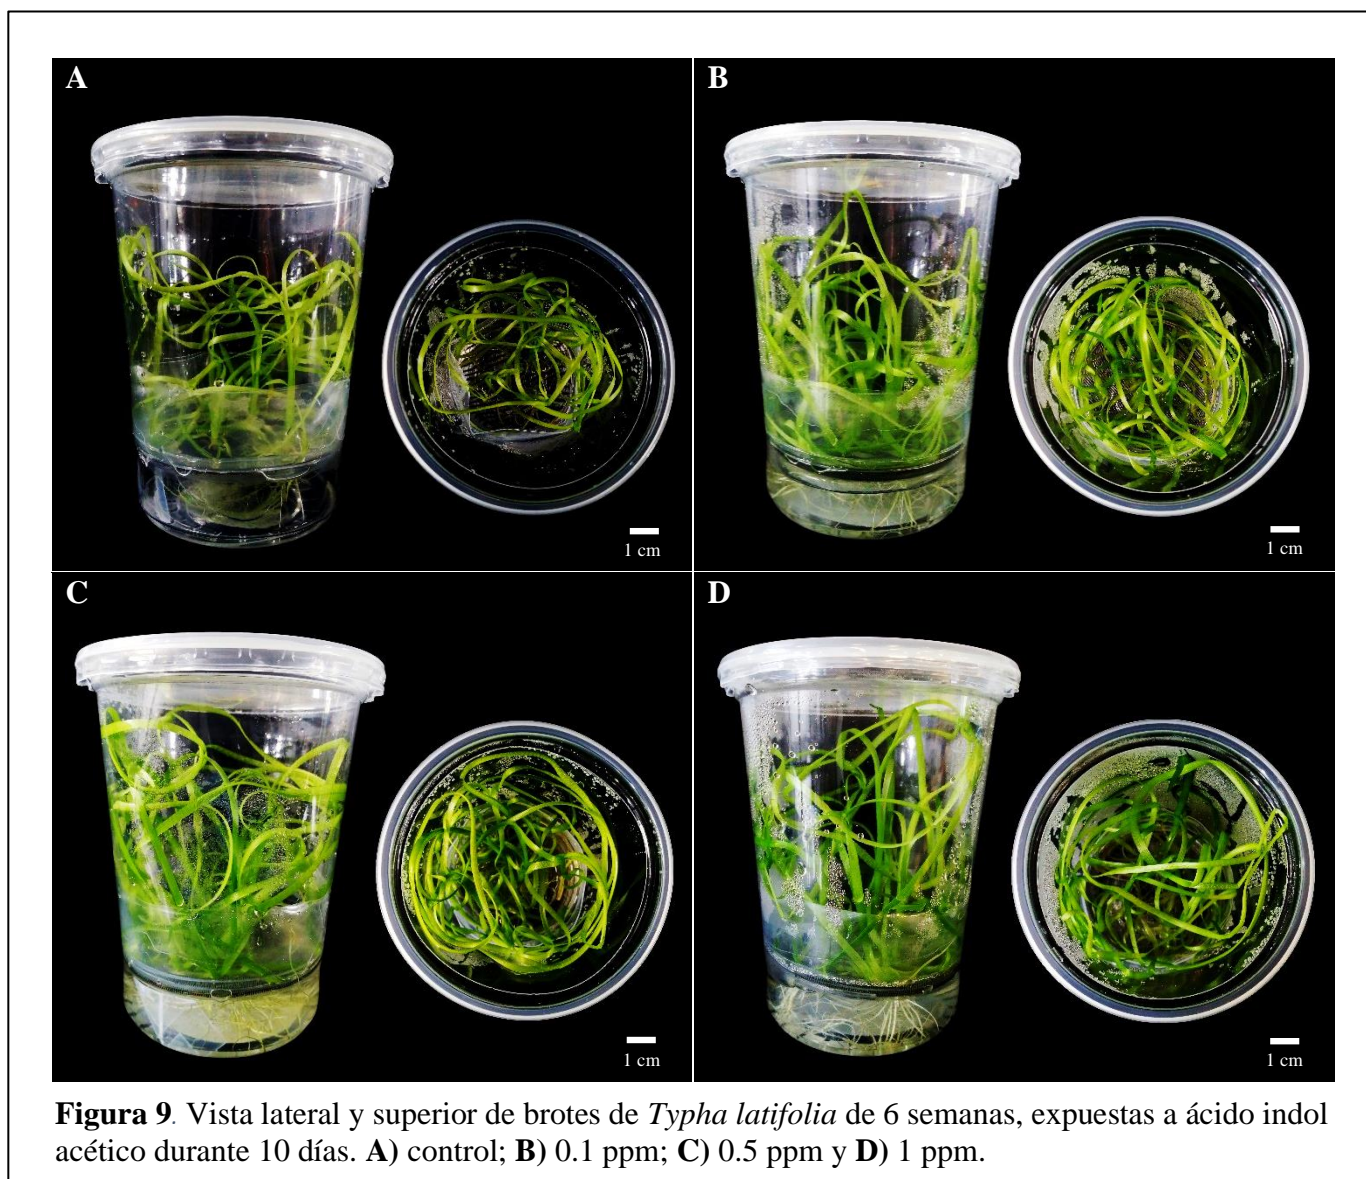 A
B
1 cm
1 cm
C
D
1 cm
1 cm
Figura 9. Vista lateral y superior de brotes de Typha latifolia de 6 semanas, expuestas a ácido indol
acético durante 10 días. A) control; B) 0.1 ppm; C) 0.5 ppm y D) 1 ppm.